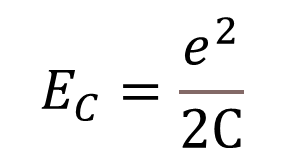 E_C = e^2 / 2C